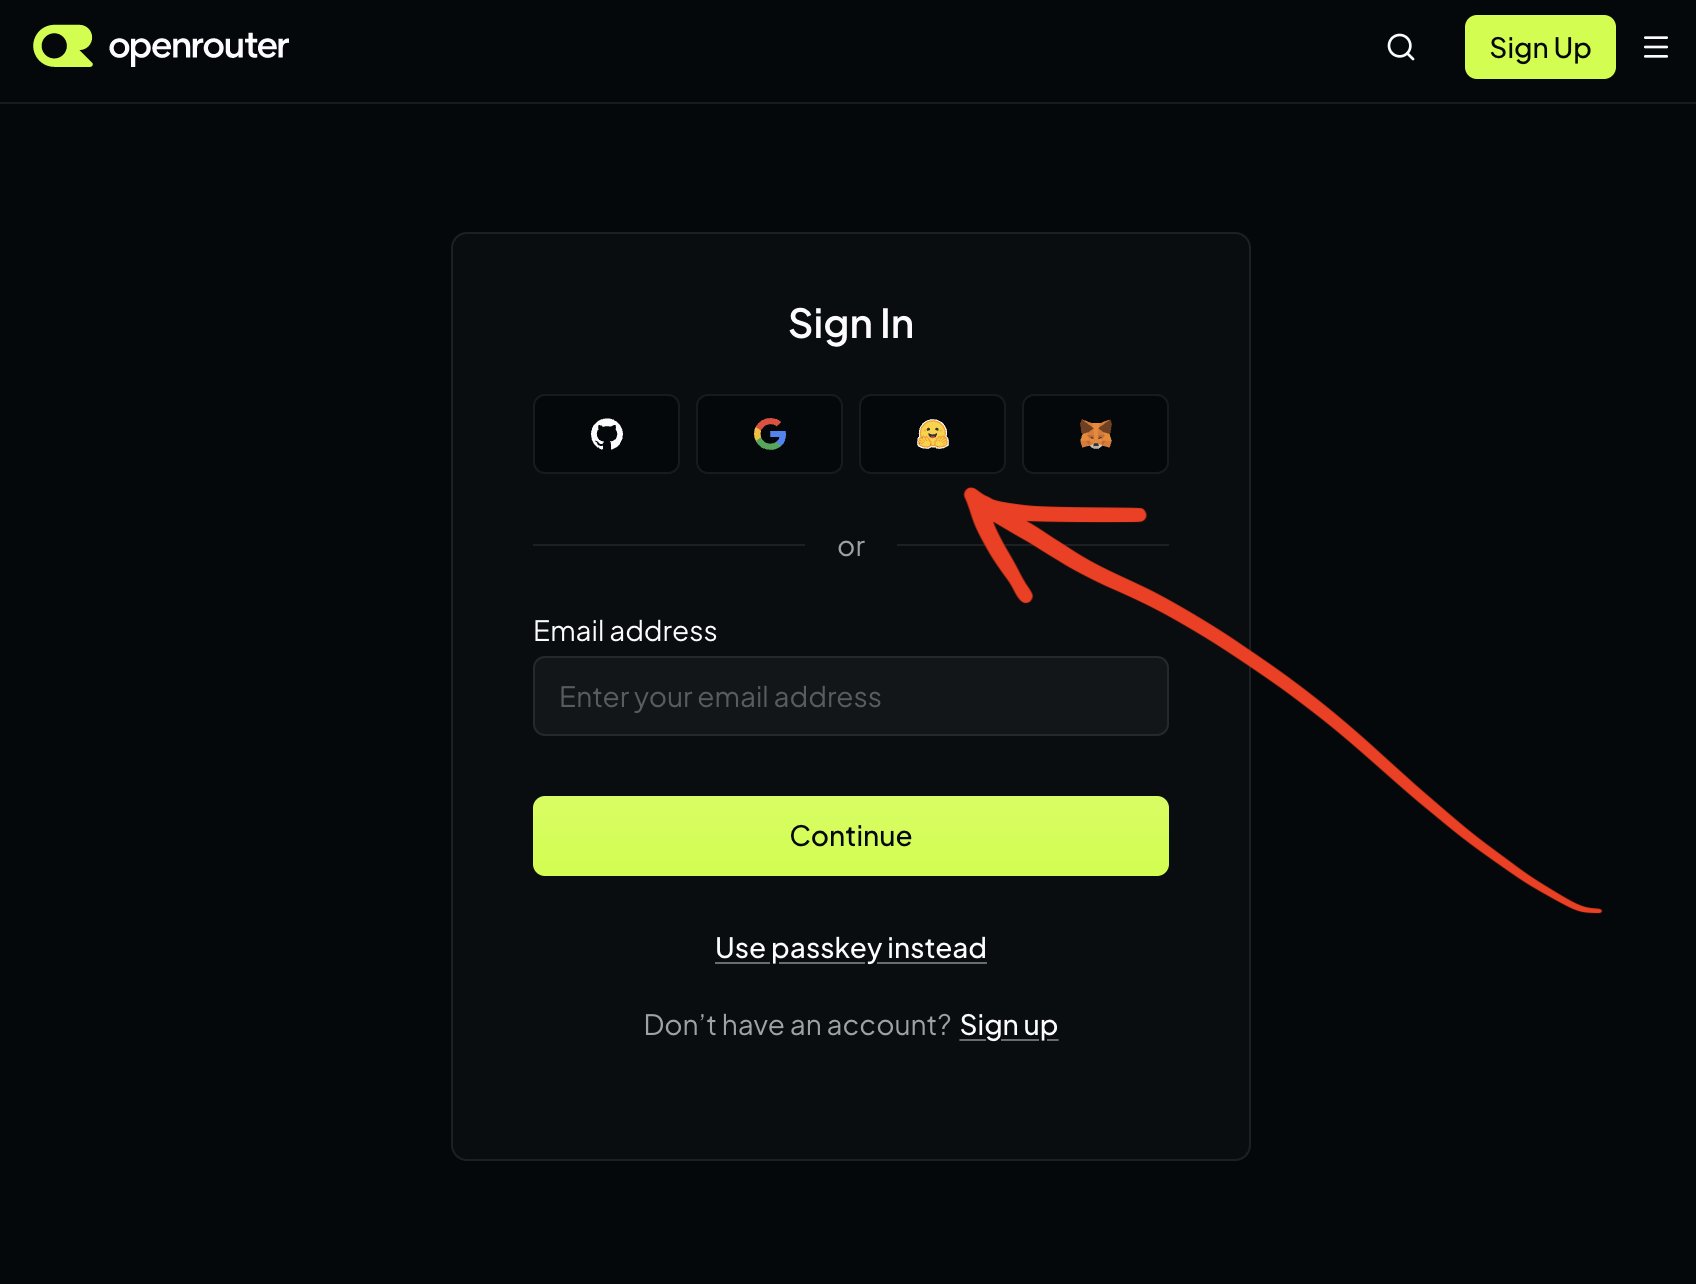 openrouter
Sign Up
Sign In
or
Email address
Enter your email address
Continue
Use passkey instead
Don’t have an account? Sign up